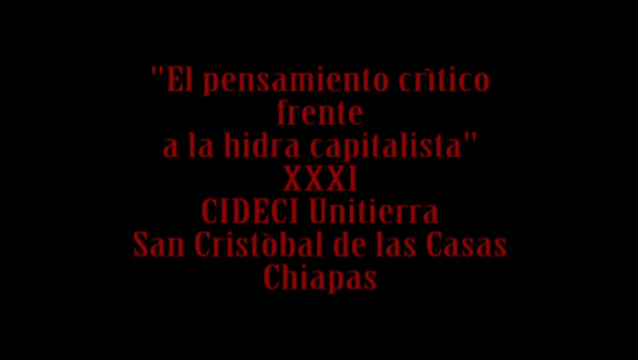 "El pensamiento crìtico
frente
a la hidra capitalista"
XXXI
CIDECI Unitierra
San Cristòbal de las Casas
Chiapas